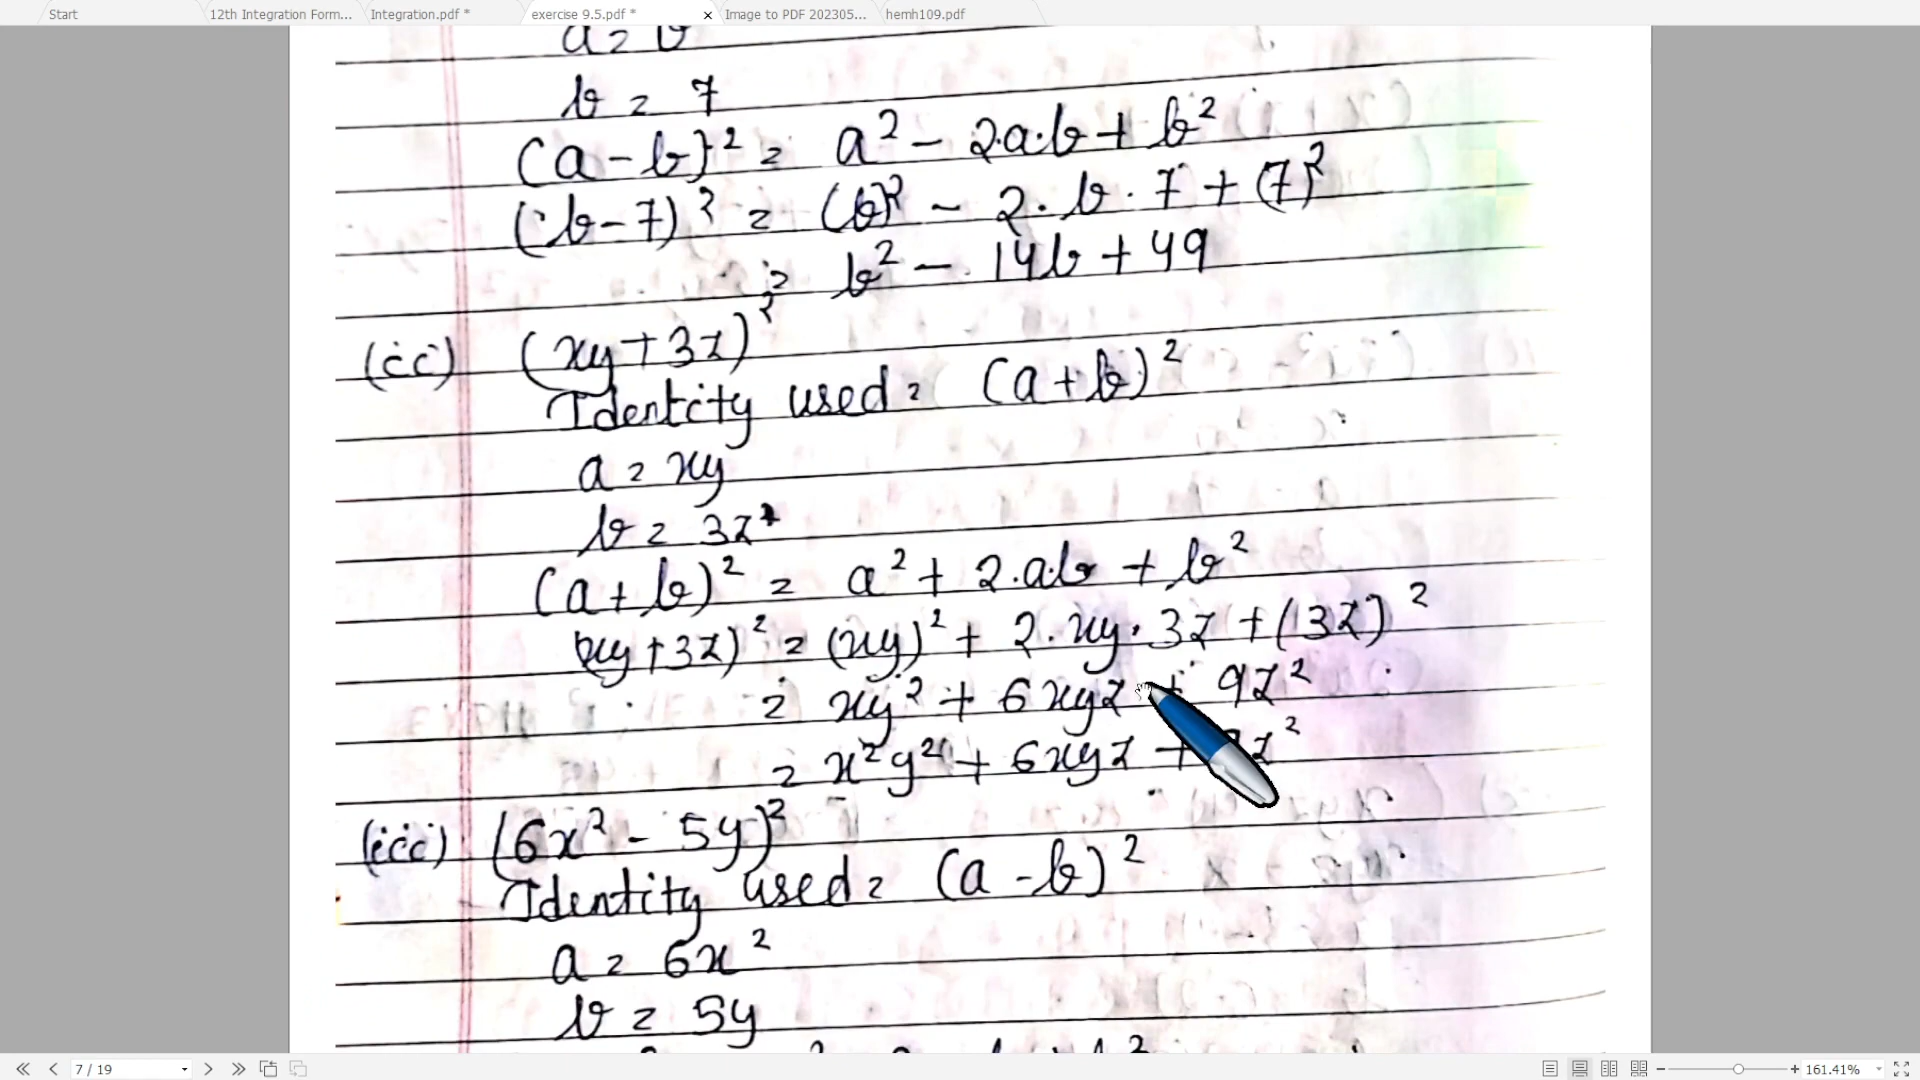 Start 12th Integration Form... Integration.pdf * exercise 9.5.pdf * × Image to PDF 202305... hemh109.pdf
a = b
b = 7
(a-b)² = a² - 2.a.b + b²
(b-7)² = (b)² - 2.b.7 + (7)²
= b² - 14b + 49
(ii) (xy+3z)²
Identity used = (a+b)²
a = xy
b = 3z
(a+b)² = a² + 2.ab + b²
(xy+3z)² = (xy)² + 2.xy.3z + (3z)²
= xy² + 6xyz + 9z²
= x²y² + 6xyz + 9z²
(iii) (6x² - 5y)²
Identity used = (a-b)²
a = 6x²
b = 5y
7 / 19 161.41%